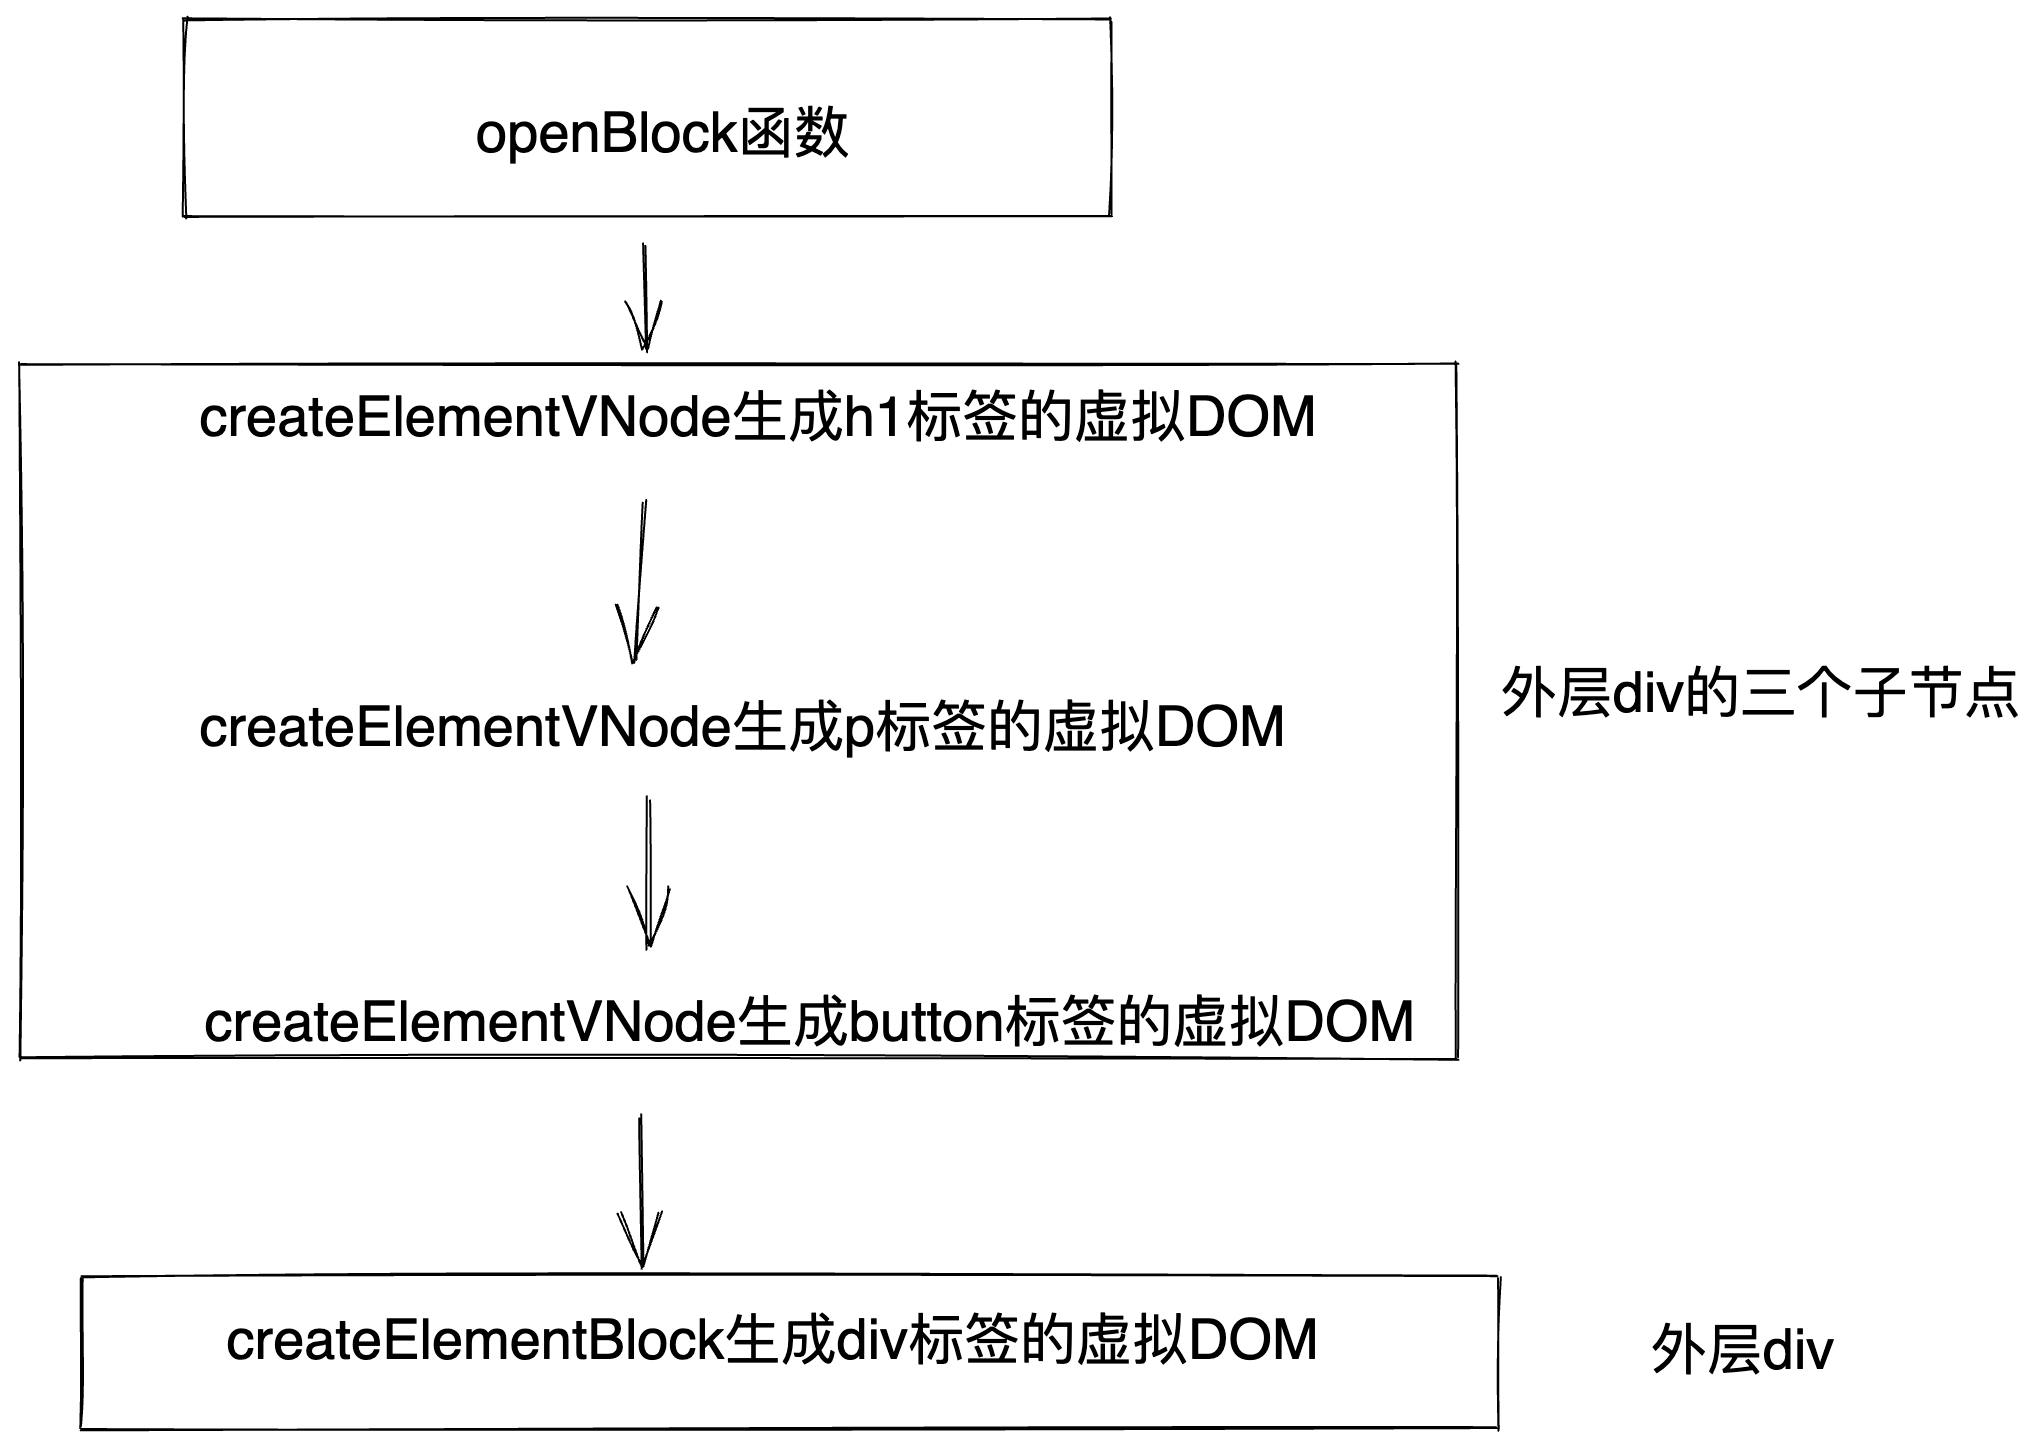 openBlock函数
createElementVNode生成h1标签的虚拟DOM
createElementVNode生成p标签的虚拟DOM
createElementVNode生成button标签的虚拟DOM
外层div的三个子节点
createElementBlock生成div标签的虚拟DOM
外层div